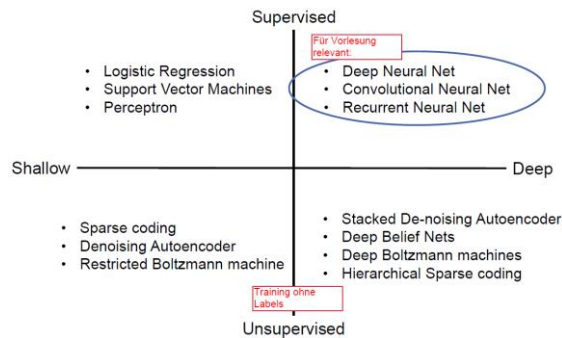 Supervised
Für Vorlesung
relevant:
• Logistic Regression
• Support Vector Machines
• Perceptron
• Deep Neural Net
• Convolutional Neural Net
• Recurrent Neural Net
Shallow
Deep
• Sparse coding
• Denoising Autoencoder
• Restricted Boltzmann machine
• Stacked De-noising Autoencoder
• Deep Belief Nets
• Deep Boltzmann machines
• Hierarchical Sparse coding
Training ohne
Labels
Unsupervised